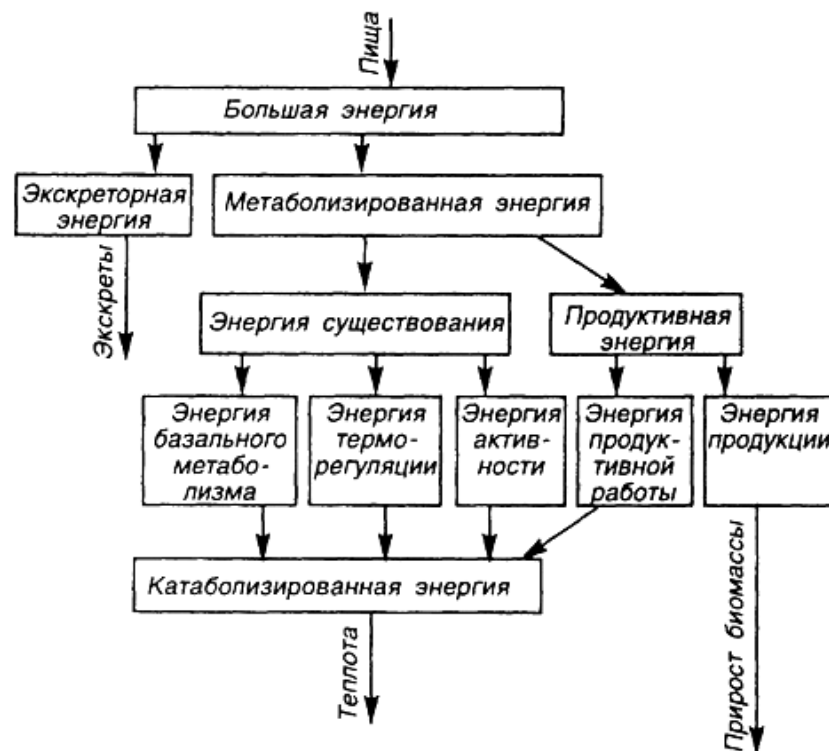 Пища
Большая энергия
Экскреторная
энергия
Метаболизированная энергия
Экскреты
Энергия существования
Продуктивная
энергия
Энергия
базального
метабо-
лизма
Энергия
термо-
регуляции
Энергия
актив-
ности
Энергия
продук-
тивной
работы
Энергия
продукции
Катаболизированная энергия
Теплота
Прирост биомассы